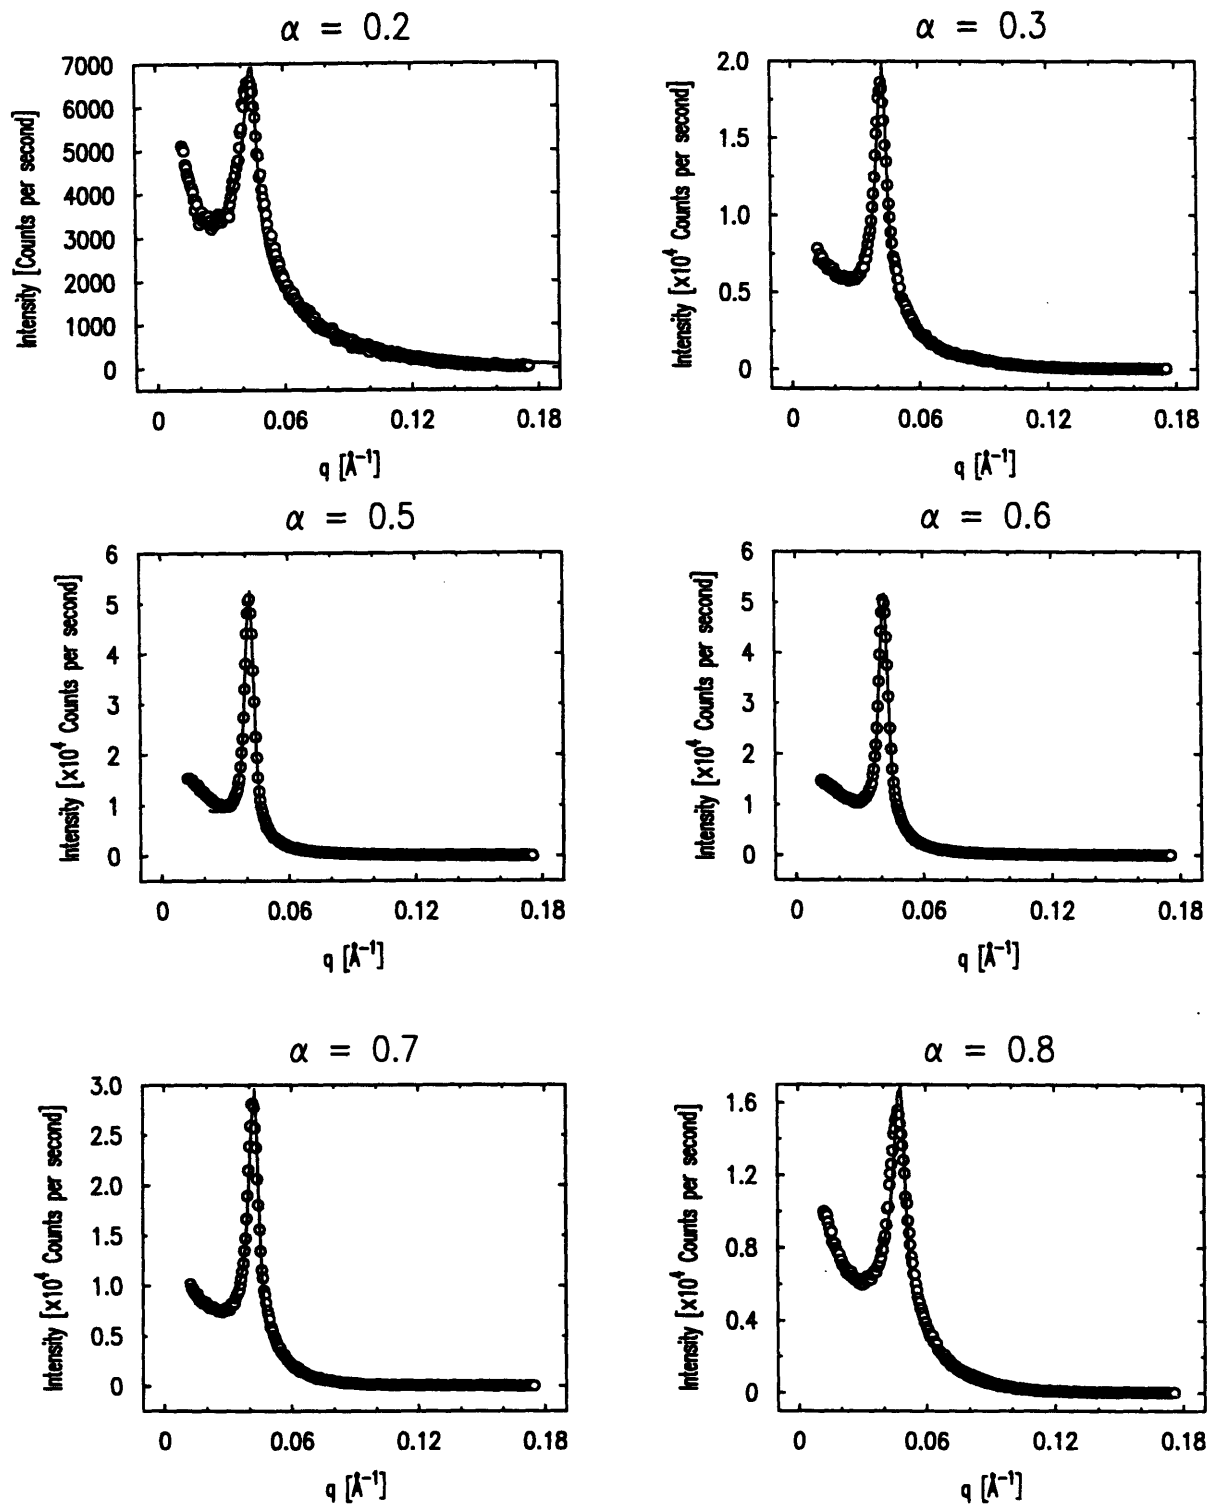 α = 0.2
Intensity [Counts per second]
7000
6000
5000
4000
3000
2000
1000
0
0 0.06 0.12 0.18
q [Å⁻¹]
α = 0.3
Intensity [x10⁴ Counts per second]
2.0
1.5
1.0
0.5
0
0 0.06 0.12 0.18
q [Å⁻¹]
α = 0.5
Intensity [x10⁴ Counts per second]
6
5
4
3
2
1
0
0 0.06 0.12 0.18
q [Å⁻¹]
α = 0.6
Intensity [x10⁴ Counts per second]
6
5
4
3
2
1
0
0 0.06 0.12 0.18
q [Å⁻¹]
α = 0.7
Intensity [x10⁴ Counts per second]
3.0
2.5
2.0
1.5
1.0
0.5
0
0 0.06 0.12 0.18
q [Å⁻¹]
α = 0.8
Intensity [x10⁴ Counts per second]
1.6
1.2
0.8
0.4
0
0 0.06 0.12 0.18
q [Å⁻¹]